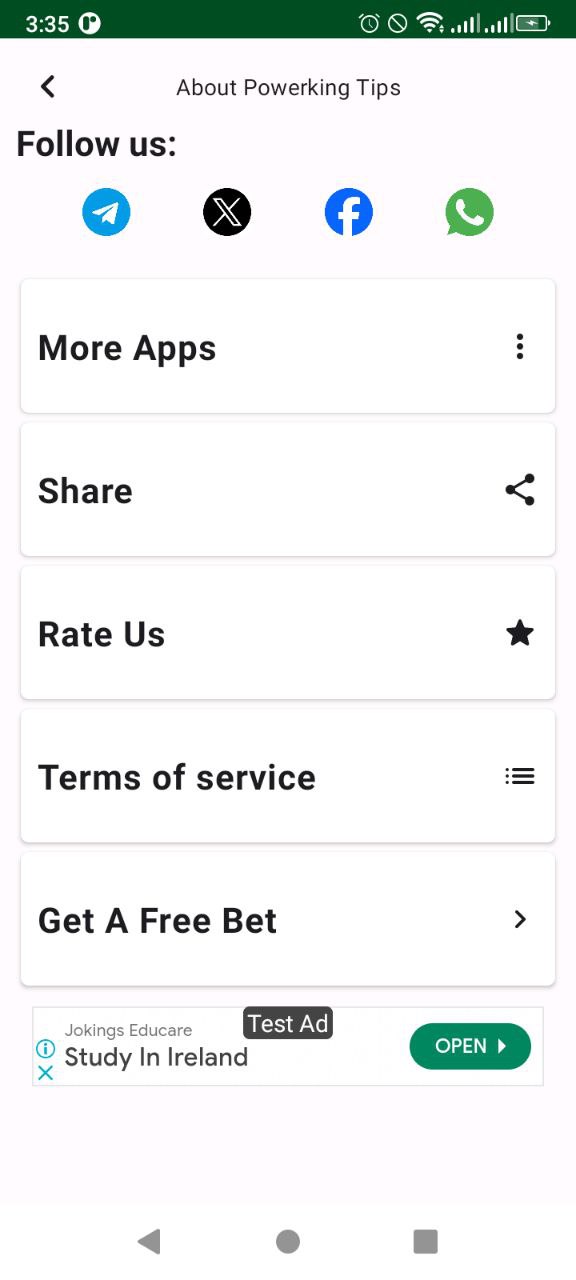 3:35
About Powerking Tips
Follow us:
More Apps
Share
Rate Us
Terms of service
Get A Free Bet
Test Ad
Jokings Educare
Study In Ireland
OPEN